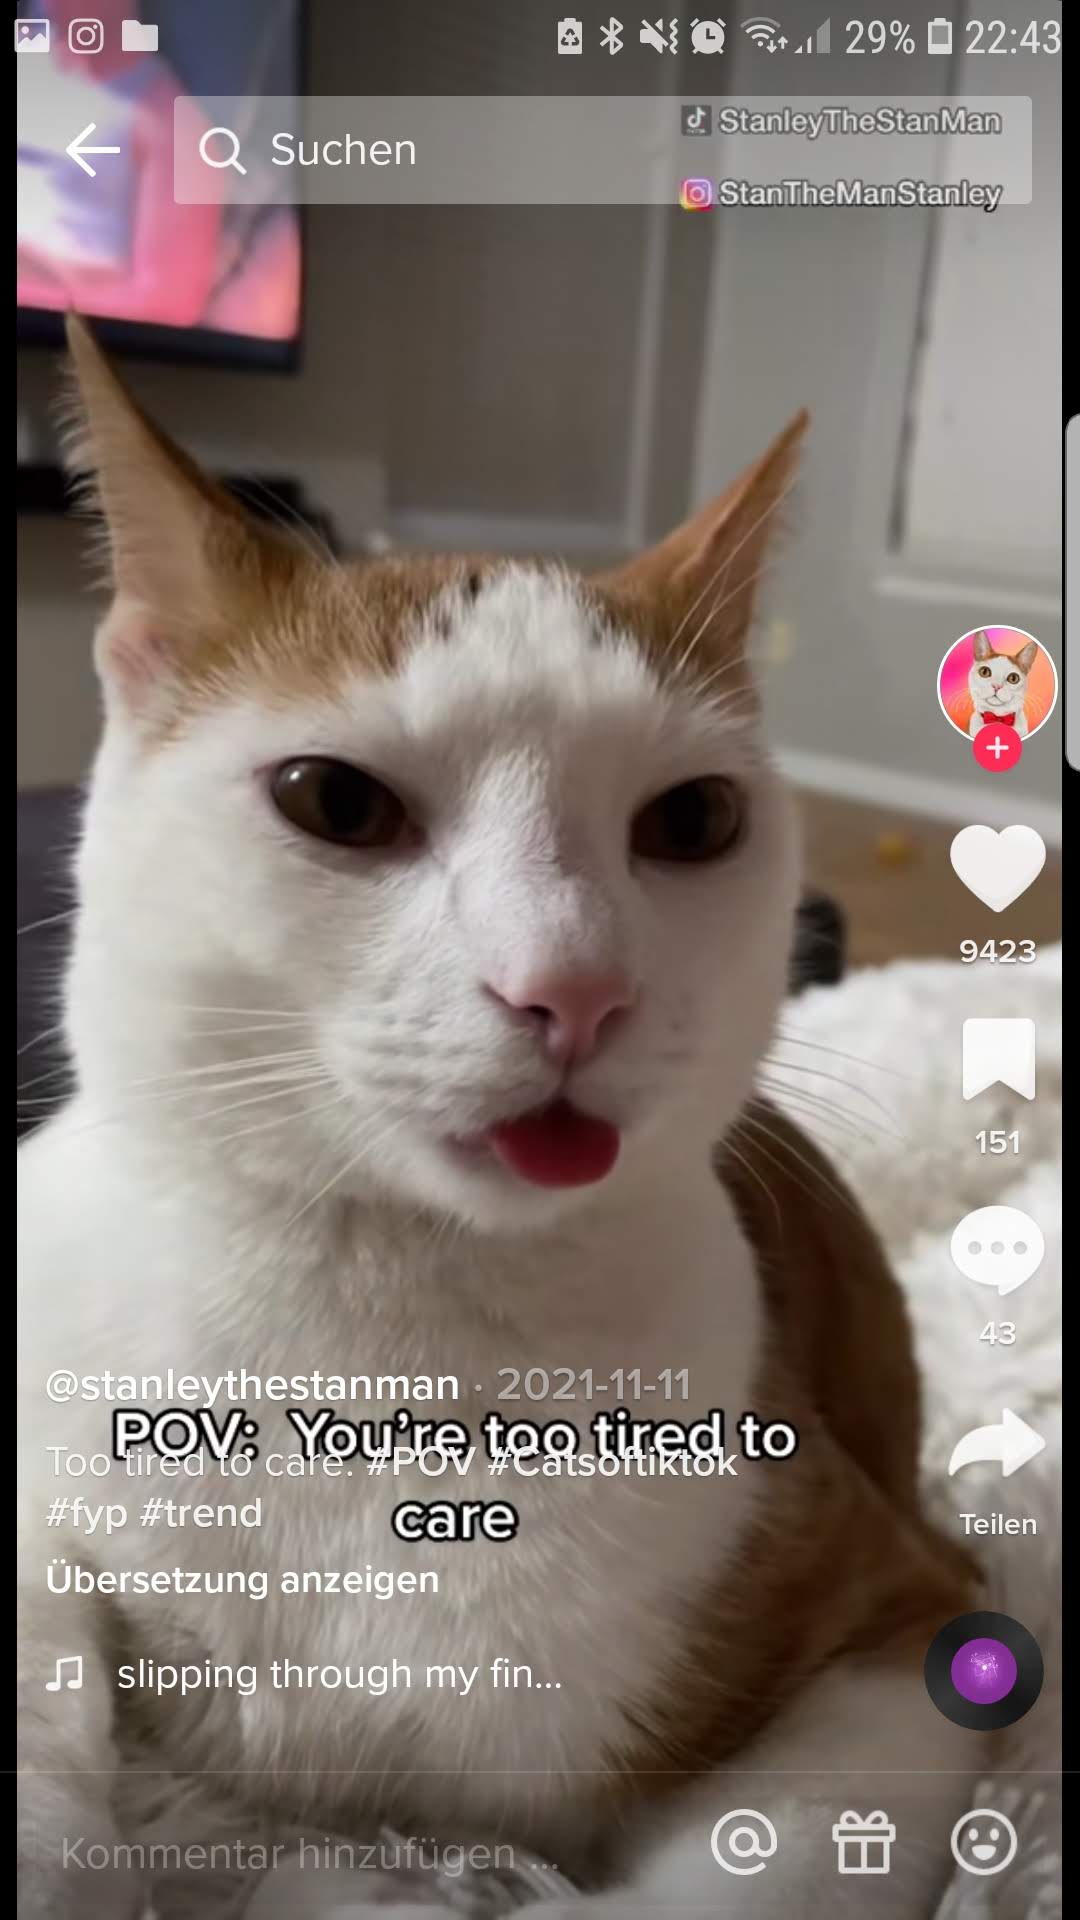 29% 22:43
Suchen
StanleyTheStanMan
StanTheManStanley
9423
151
43
@stanleythestanman · 2021-11-11
POV: You're too tired to
care
Too tired to care. #POV #Catsoftiktok
#fyp #trend
Teilen
Übersetzung anzeigen
slipping through my fin...
Kommentar hinzufügen ...